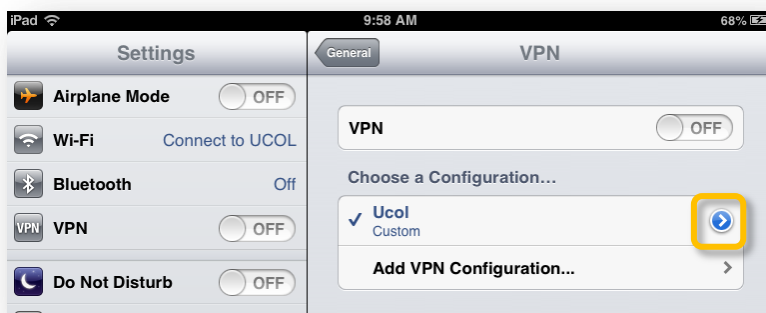 iPad 9:58 AM 68%
Settings General VPN
Airplane Mode OFF
Wi-Fi Connect to UCOL
Bluetooth Off
VPN VPN OFF
Do Not Disturb OFF
VPN OFF
Choose a Configuration...
Ucol
Custom
Add VPN Configuration...